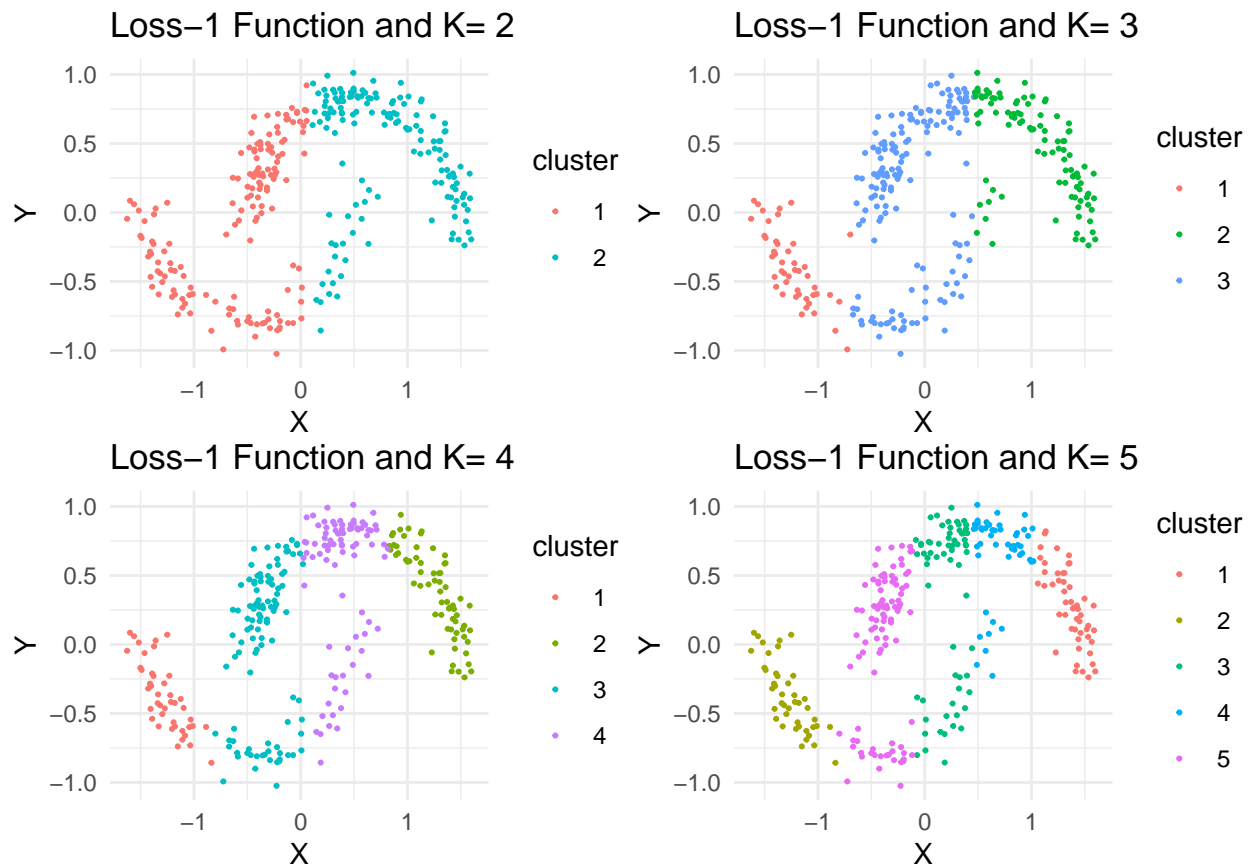 Loss−1 Function and K= 2
1.0
0.5
0.0
−0.5
−1.0
Y
−1 0 1
X
cluster
1
2
Loss−1 Function and K= 3
1.0
0.5
0.0
−0.5
−1.0
Y
−1 0 1
X
cluster
1
2
3
Loss−1 Function and K= 4
1.0
0.5
0.0
−0.5
−1.0
Y
−1 0 1
X
cluster
1
2
3
4
Loss−1 Function and K= 5
1.0
0.5
0.0
−0.5
−1.0
Y
−1 0 1
X
cluster
1
2
3
4
5